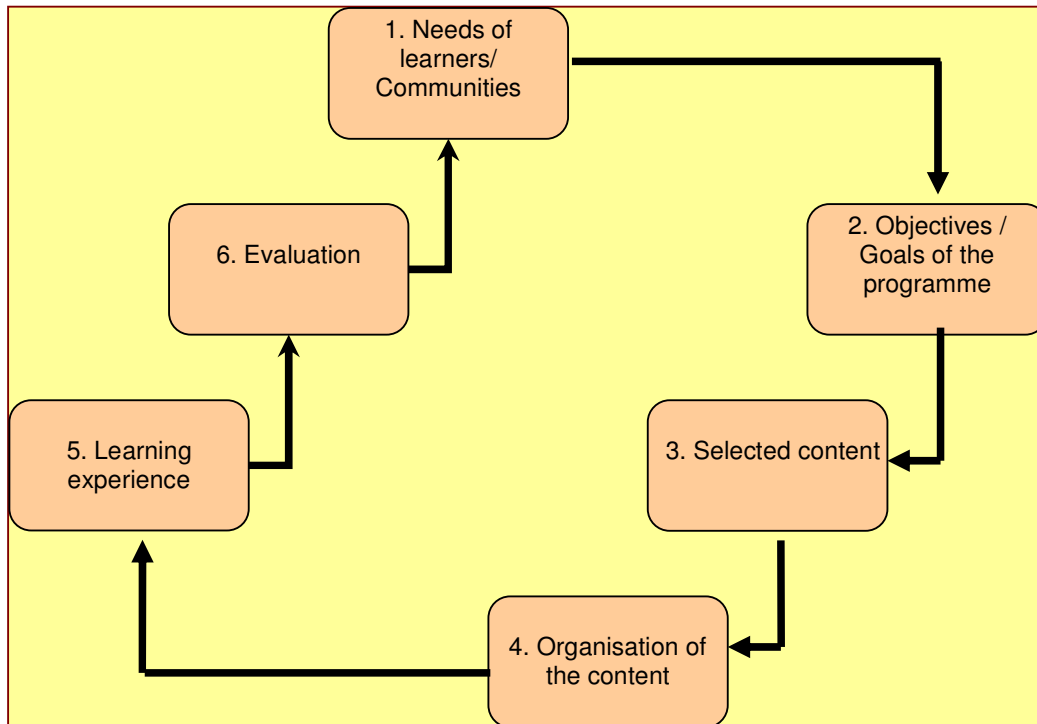 1. Needs of
learners/
Communities
2. Objectives /
Goals of the
programme
3. Selected content
4. Organisation of
the content
5. Learning
experience
6. Evaluation